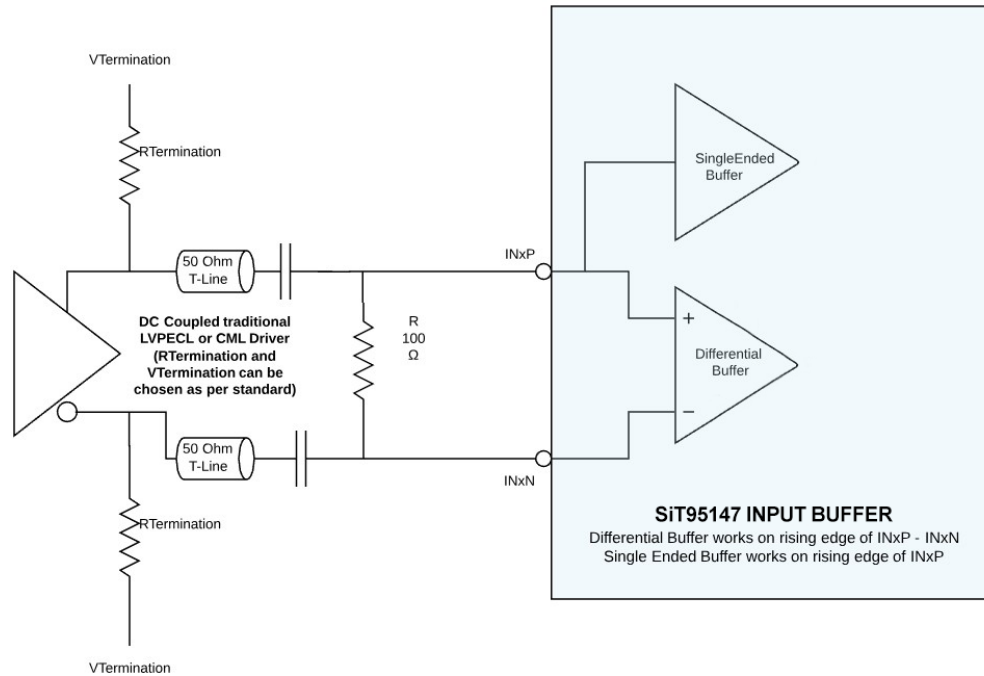 VTermination
RTermination
SingleEnded
Buffer
INxP
50 Ohm
T-Line
DC Coupled traditional
LVPECL or CML Driver
(RTermination and
VTermination can be
chosen as per standard)
R
100
Ω
+
Differential
Buffer
−
50 Ohm
T-Line
INxN
RTermination
SiT95147 INPUT BUFFER
Differential Buffer works on rising edge of INxP - INxN
Single Ended Buffer works on rising edge of INxP
VTermination